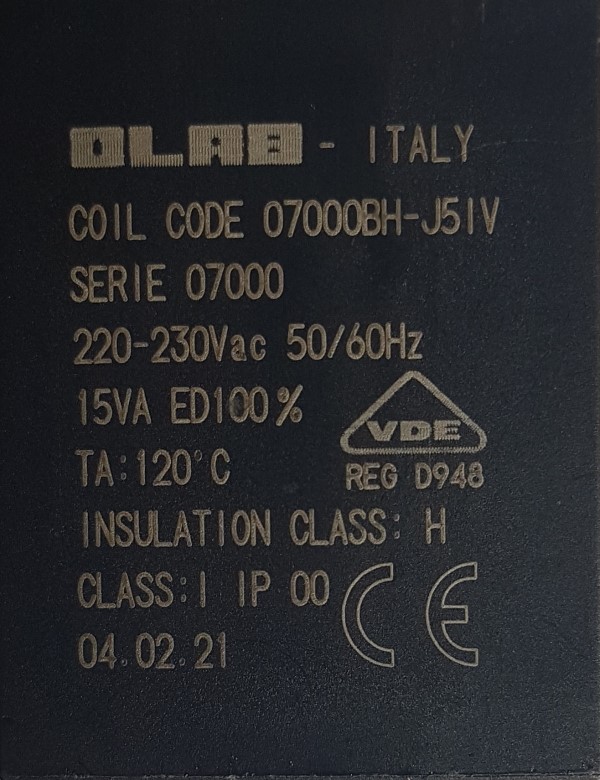 OLAB - ITALY
COIL CODE 07000BH-J5IV
SERIE 07000
220-230Vac 50/60Hz
15VA ED100%
VDE
TA:120°C
REG D948
INSULATION CLASS: H
CLASS:I IP 00
CE
04.02.21